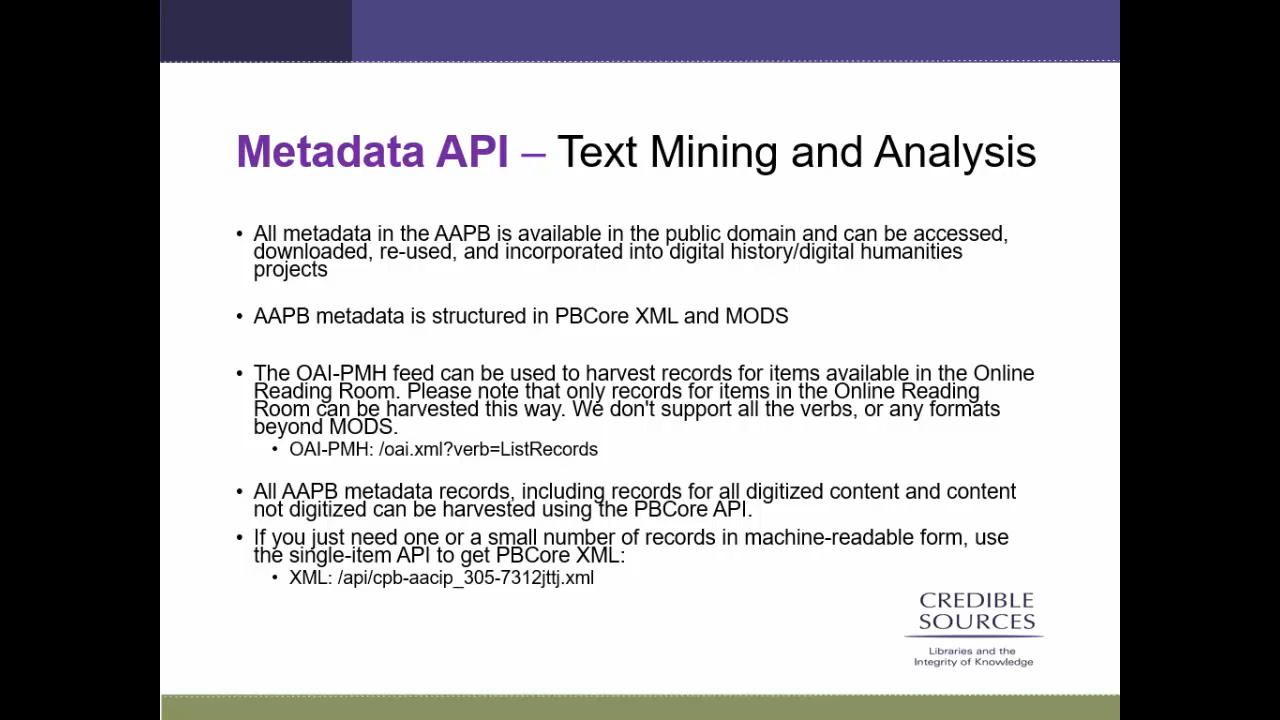 Metadata API – Text Mining and Analysis
• All metadata in the AAPB is available in the public domain and can be accessed,
downloaded, re-used, and incorporated into digital history/digital humanities
projects
• AAPB metadata is structured in PBCore XML and MODS
• The OAI-PMH feed can be used to harvest records for items available in the Online
Reading Room. Please note that only records for items in the Online Reading
Room can be harvested this way. We don't support all the verbs, or any formats
beyond MODS.
• OAI-PMH: /oai.xml?verb=ListRecords
• All AAPB metadata records, including records for all digitized content and content
not digitized can be harvested using the PBCore API.
• If you just need one or a small number of records in machine-readable form, use
the single-item API to get PBCore XML:
• XML: /api/cpb-aacip_305-7312jttj.xml
CREDIBLE
SOURCES
Libraries and the
Integrity of Knowledge